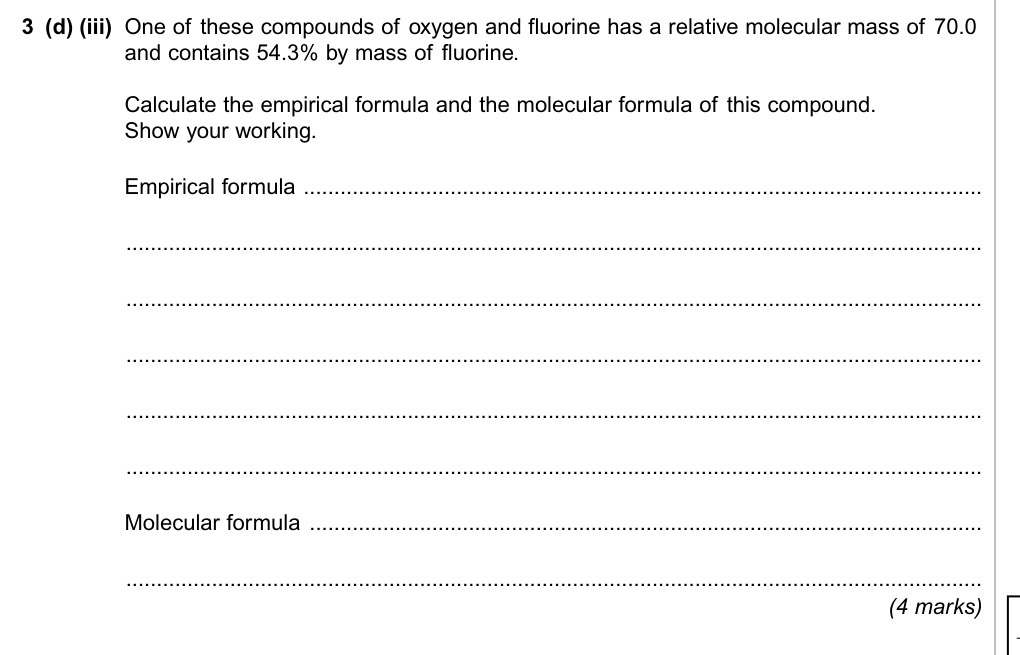 3 (d) (iii) One of these compounds of oxygen and fluorine has a relative molecular mass of 70.0
and contains 54.3% by mass of fluorine.
Calculate the empirical formula and the molecular formula of this compound.
Show your working.
Empirical formula ................................................................................................................
................................................................................................................
................................................................................................................
................................................................................................................
................................................................................................................
................................................................................................................
Molecular formula ................................................................................................................
................................................................................................................
(4 marks)